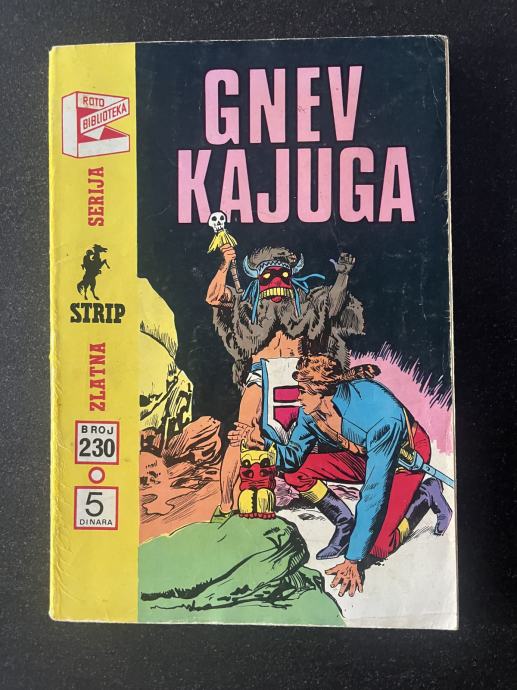 ROTO
BIBLIOTEKA
ZLATNA SERIJA
STRIP
BROJ
230
5
DINARA
GNEV
KAJUGA